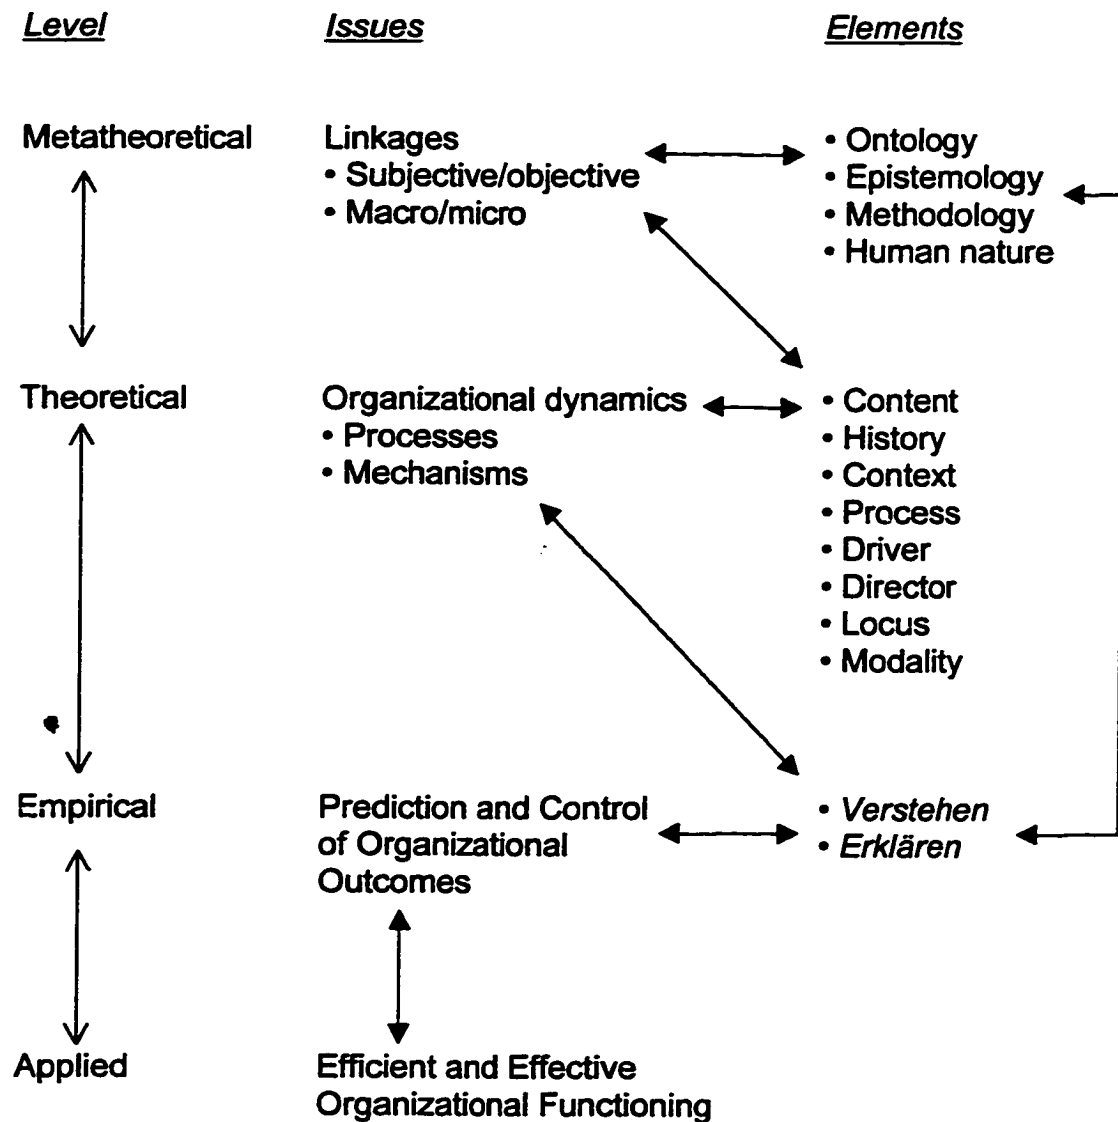 Level Issues Elements
Metatheoretical
Linkages
• Subjective/objective
• Macro/micro
• Ontology
• Epistemology
• Methodology
• Human nature
Theoretical
Organizational dynamics
• Processes
• Mechanisms
• Content
• History
• Context
• Process
• Driver
• Director
• Locus
• Modality
Empirical
Prediction and Control
of Organizational
Outcomes
• Verstehen
• Erklären
Applied
Efficient and Effective
Organizational Functioning